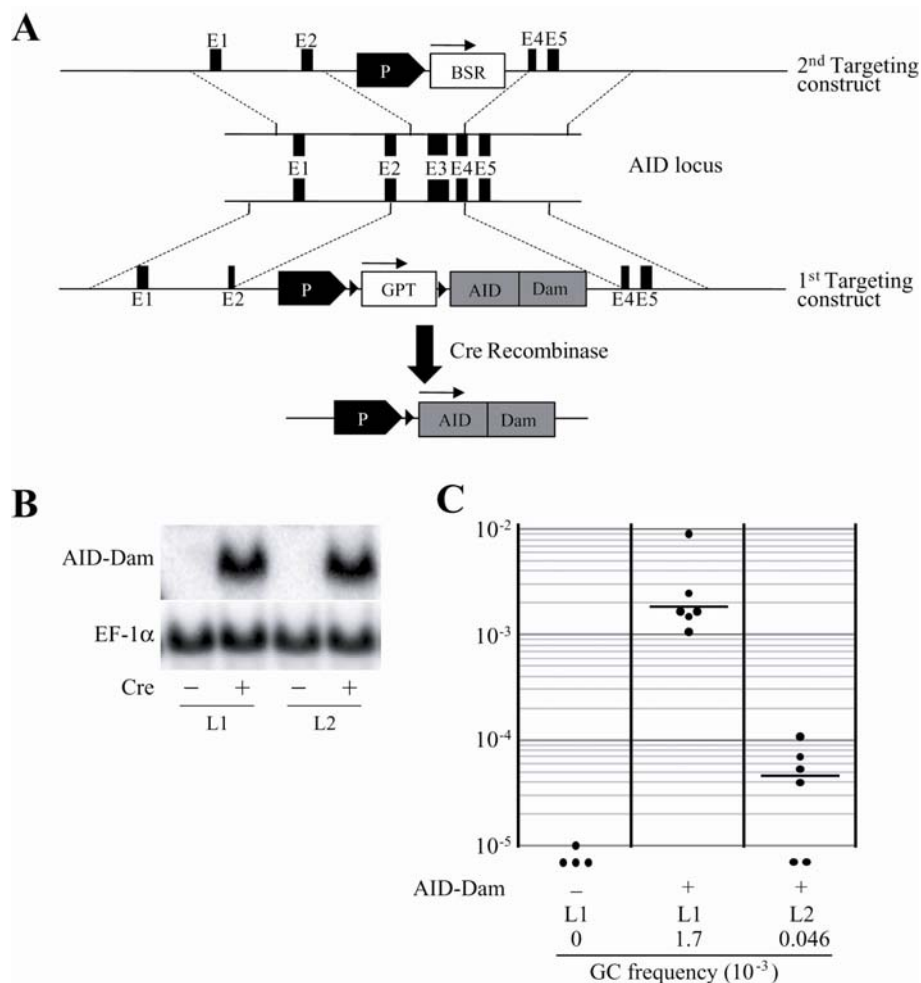 A
E1 E2 E4 E5
P BSR
2nd Targeting
construct
E1 E2 E3 E4 E5
AID locus
P GPT AID Dam
E1 E2 E4 E5
1st Targeting
construct
Cre Recombinase
P AID Dam
B
AID-Dam
EF-1α
Cre − + − +
L1 L2
C
10-2
10-3
10-4
10-5
AID-Dam − + +
L1 L1 L2
0 1.7 0.046
GC frequency (10-3)